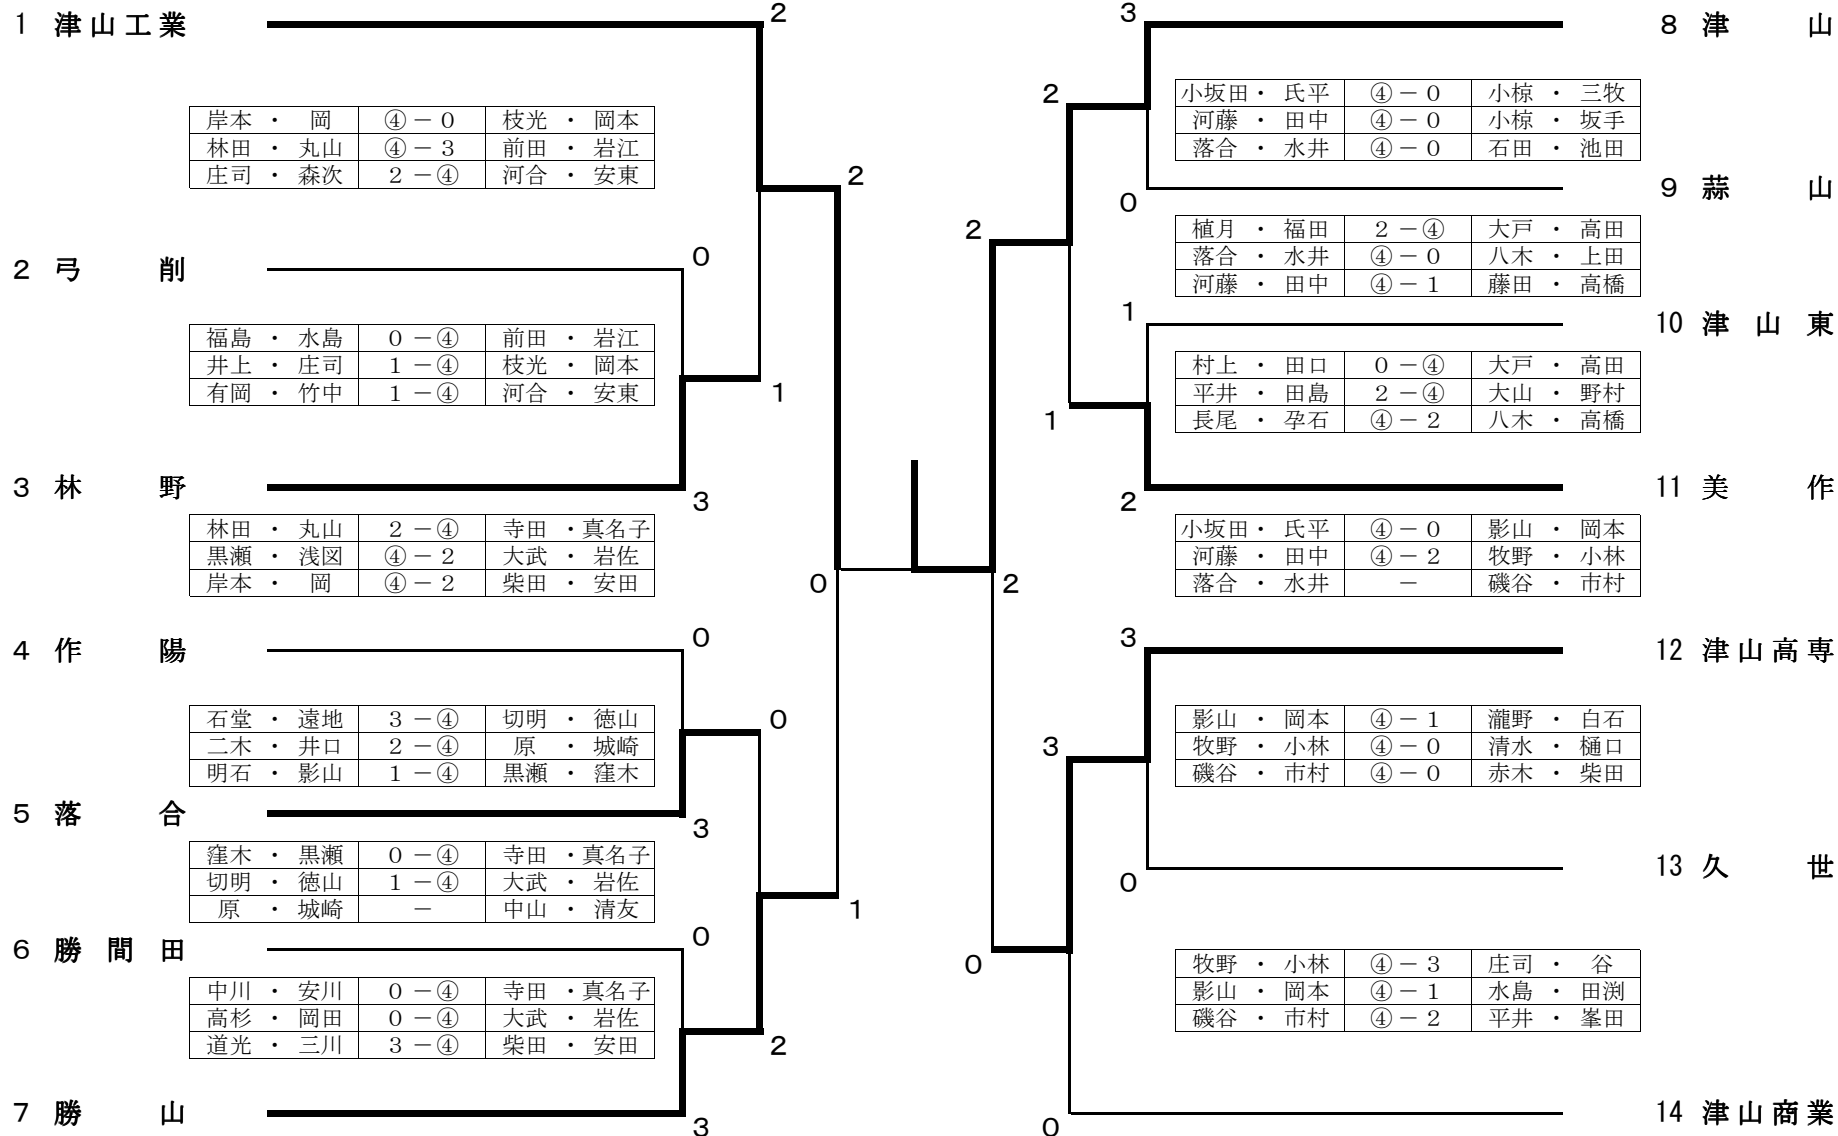 1 津山工業
2
岸本 ・ 岡 ④－０ 枝光 ・ 岡本
林田 ・ 丸山 ④－３ 前田 ・ 岩江
庄司 ・ 森次 ２－④ 河合 ・ 安東
2
0
2 弓削
福島 ・ 水島 ０－④ 前田 ・ 岩江
井上 ・ 庄司 １－④ 枝光 ・ 岡本
有岡 ・ 竹中 １－④ 河合 ・ 安東
1
3 林野
3
林田 ・ 丸山 ２－④ 寺田 ・真名子
黒瀬 ・ 浅図 ④－２ 大武 ・ 岩佐
岸本 ・ 岡 ④－２ 柴田 ・ 安田
0
0
4 作陽
石堂 ・ 遠地 ３－④ 切明 ・ 徳山
二木 ・ 井口 ２－④ 原 ・ 城崎
明石 ・ 影山 １－④ 黒瀬 ・ 窪木
0
5 落合
3
窪木 ・ 黒瀬 ０－④ 寺田 ・真名子
切明 ・ 徳山 １－④ 大武 ・ 岩佐
原 ・ 城崎 － 中山 ・ 清友
1
0
6 勝間田
中川 ・ 安川 ０－④ 寺田 ・真名子
高杉 ・ 岡田 ０－④ 大武 ・ 岩佐
道光 ・ 三川 ３－④ 柴田 ・ 安田
2
7 勝山
3
3
8 津山
2
小坂田・ 氏平 ④－０ 小椋 ・ 三牧
河藤 ・ 田中 ④－０ 小椋 ・ 坂手
落合 ・ 水井 ④－０ 石田 ・ 池田
9 蒜山
0
2
植月 ・ 福田 ２－④ 大戸 ・ 高田
落合 ・ 水井 ④－０ 八木 ・ 上田
河藤 ・ 田中 ④－１ 藤田 ・ 高橋
1
10 津山東
村上 ・ 田口 ０－④ 大戸 ・ 高田
平井 ・ 田島 ２－④ 大山 ・ 野村
長尾 ・ 孕石 ④－２ 八木 ・ 高橋
1
11 美作
2
小坂田・ 氏平 ④－０ 影山 ・ 岡本
河藤 ・ 田中 ④－２ 牧野 ・ 小林
落合 ・ 水井 － 磯谷 ・ 市村
2
3
12 津山高専
影山 ・ 岡本 ④－１ 瀧野 ・ 白石
牧野 ・ 小林 ④－０ 清水 ・ 樋口
磯谷 ・ 市村 ④－０ 赤木 ・ 柴田
3
13 久世
0
0
牧野 ・ 小林 ④－３ 庄司 ・ 谷
影山 ・ 岡本 ④－１ 水島 ・ 田渕
磯谷 ・ 市村 ④－２ 平井 ・ 峯田
14 津山商業
0